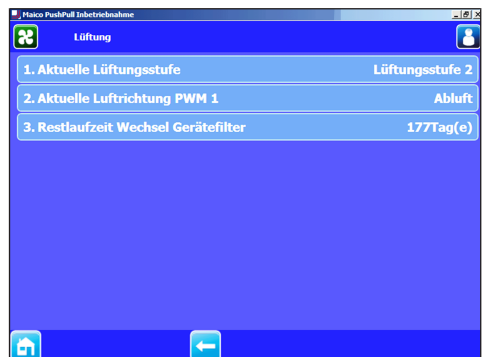 Maico PushPull Inbetriebnahme
Lüftung
1. Aktuelle Lüftungsstufe Lüftungsstufe 2
2. Aktuelle Luftrichtung PWM 1 Abluft
3. Restlaufzeit Wechsel Gerätefilter 177Tag(e)